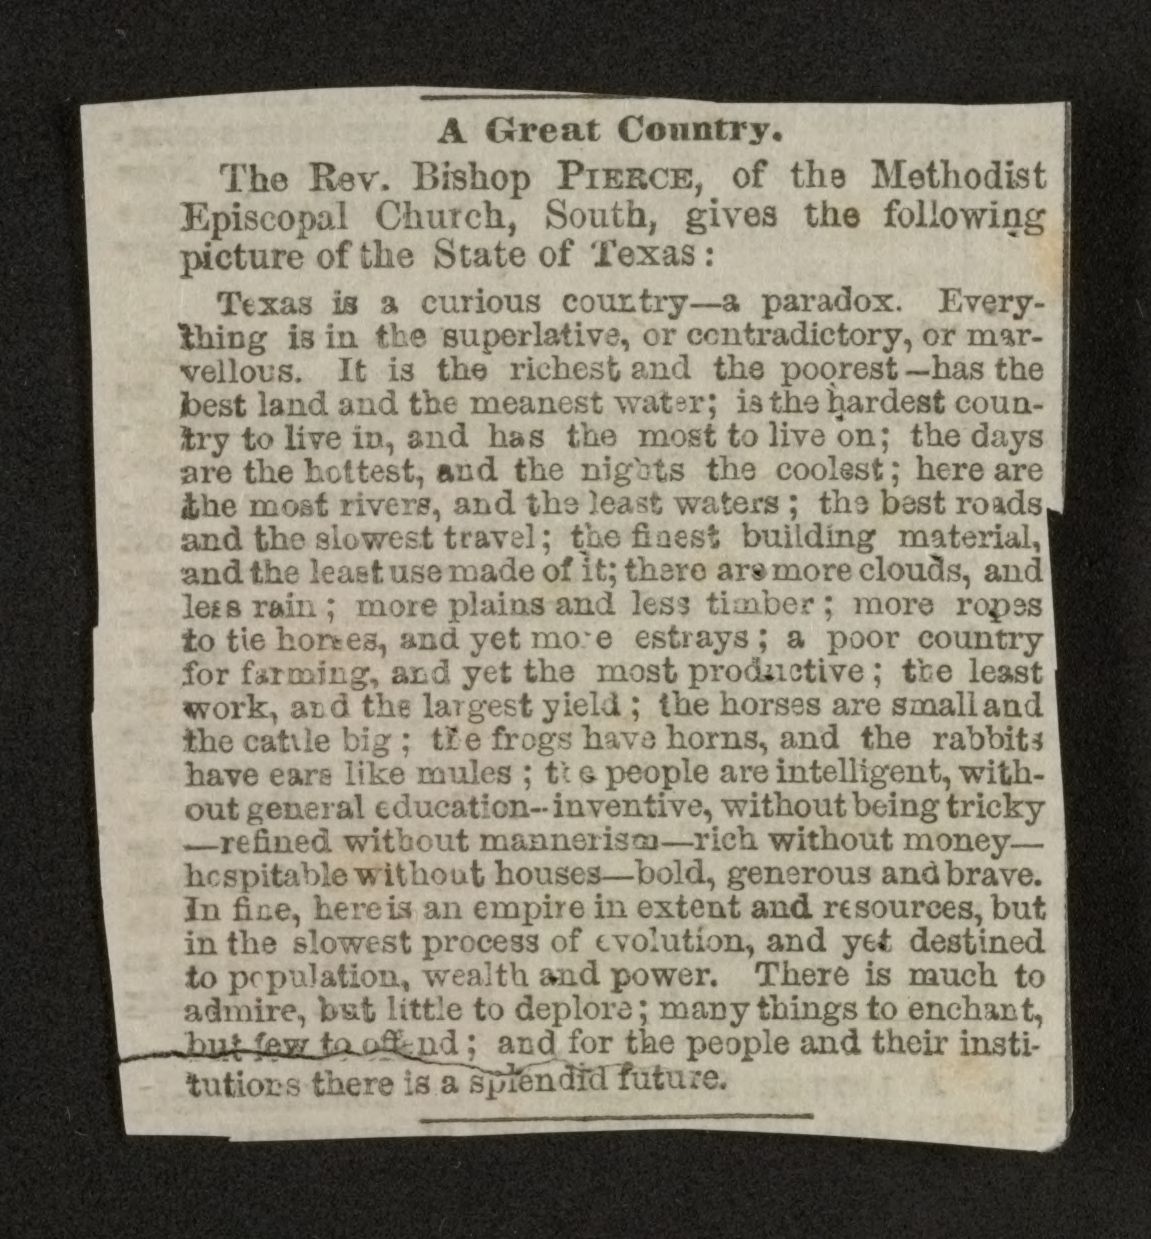 A Great Country.
The Rev. Bishop PIERCE, of the Methodist
Episcopal Church, South, gives the following
picture of the State of Texas:
Texas is a curious country—a paradox. Every-
thing is in the superlative, or contradictory, or mar-
vellous. It is the richest and the poorest—has the
best land and the meanest water; is the hardest coun-
try to live in, and has the most to live on; the days
are the hottest, and the nights the coolest; here are
the most rivers, and the least waters; the best roads
and the slowest travel; the finest building material,
and the least use made of it; there are more clouds, and
less rain; more plains and less timber; more ropes
to tie horses, and yet more estrays; a poor country
for farming, and yet the most productive; the least
work, and the largest yield; the horses are small and
the cattle big; the frogs have horns, and the rabbits
have ears like mules; the people are intelligent, with-
out general education--inventive, without being tricky
—refined without mannerism—rich without money—
hospitable without houses—bold, generous and brave.
In fine, here is an empire in extent and resources, but
in the slowest process of evolution, and yet destined
to population, wealth and power. There is much to
admire, but little to deplore; many things to enchant,
but few to offend; and for the people and their insti-
tutions there is a splendid future.